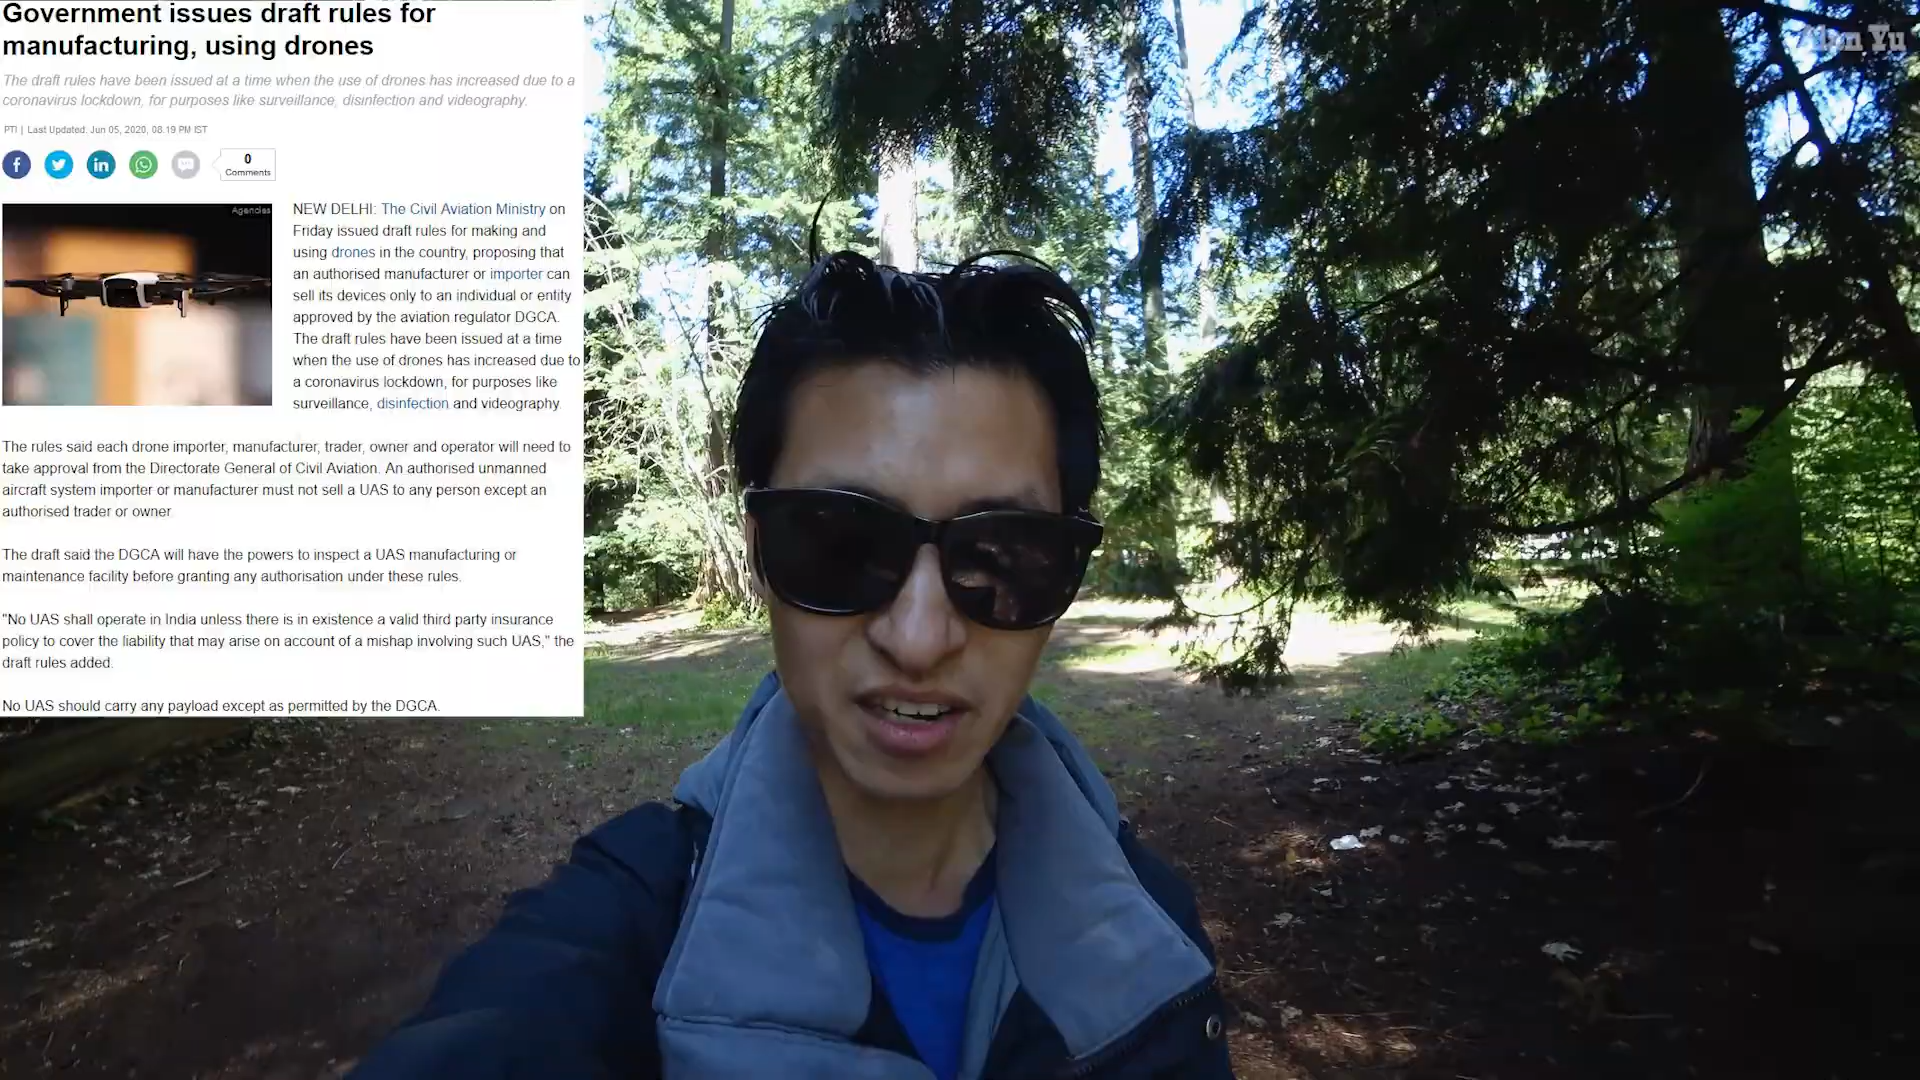 Government issues draft rules for
manufacturing, using drones
The draft rules have been issued at a time when the use of drones has increased due to a
coronavirus lockdown, for purposes like surveillance, disinfection and videography.
PTI | Last Updated: Jun 05, 2020, 08.19 PM IST
0
Comments
Agencies
NEW DELHI: The Civil Aviation Ministry on
Friday issued draft rules for making and
using drones in the country, proposing that
an authorised manufacturer or importer can
sell its devices only to an individual or entity
approved by the aviation regulator DGCA.
The draft rules have been issued at a time
when the use of drones has increased due to
a coronavirus lockdown, for purposes like
surveillance, disinfection and videography.
The rules said each drone importer, manufacturer, trader, owner and operator will need to
take approval from the Directorate General of Civil Aviation. An authorised unmanned
aircraft system importer or manufacturer must not sell a UAS to any person except an
authorised trader or owner
The draft said the DGCA will have the powers to inspect a UAS manufacturing or
maintenance facility before granting any authorisation under these rules.
"No UAS shall operate in India unless there is in existence a valid third party insurance
policy to cover the liability that may arise on account of a mishap involving such UAS," the
draft rules added.
No UAS should carry any payload except as permitted by the DGCA.
Alan Yu